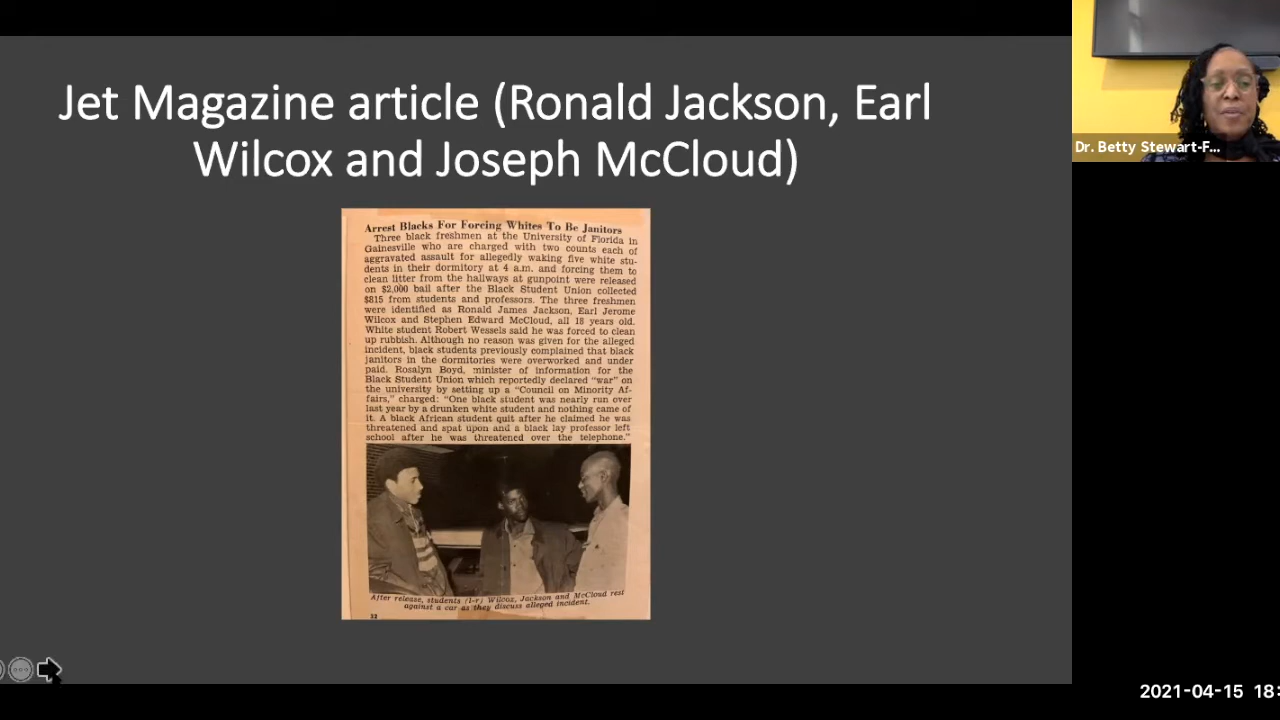 Jet Magazine article (Ronald Jackson, Earl
Wilcox and Joseph McCloud)
Arrest Blacks For Forcing Whites To Be Janitors
Three black freshmen at the University of Florida in
Gainesville who are charged with two counts each of
aggravated assault for allegedly waking five white stu-
dents in their dormitory at 4 a.m. and forcing them to
clean litter from the hallways at gunpoint were released
on $2,000 bail after the Black Student Union collected
$815 from students and professors. The three freshmen
were identified as Ronald James Jackson, Earl Jerome
Wilcox and Stephen Edward McCloud, all 18 years old.
White student Robert Wessels said he was forced to clean
up rubbish. Although no reason was given for the alleged
incident, black students previously complained that black
janitors in the dormitories were overworked and under
paid. Rosalyn Boyd, minister of information for the
Black Student Union which reportedly declared "war" on
the university by setting up a "Council on Minority Af-
fairs," charged: "One black student was nearly run over
last year by a drunken white student and nothing came of
it. A black African student quit after he claimed he was
threatened and spat upon and a black lay professor left
school after he was threatened over the telephone."
After release, students (l-r) Wilcox, Jackson and McCloud rest
against a car as they discuss alleged incident.
32
Dr. Betty Stewart-F...
2021-04-15 18: